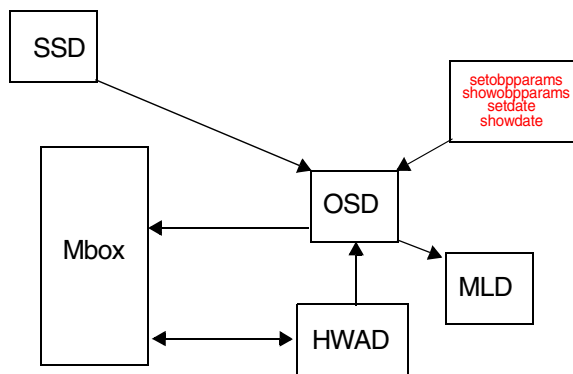 SSD
setobpparams
showobpparams
setdate
showdate
OSD
Mbox
MLD
HWAD